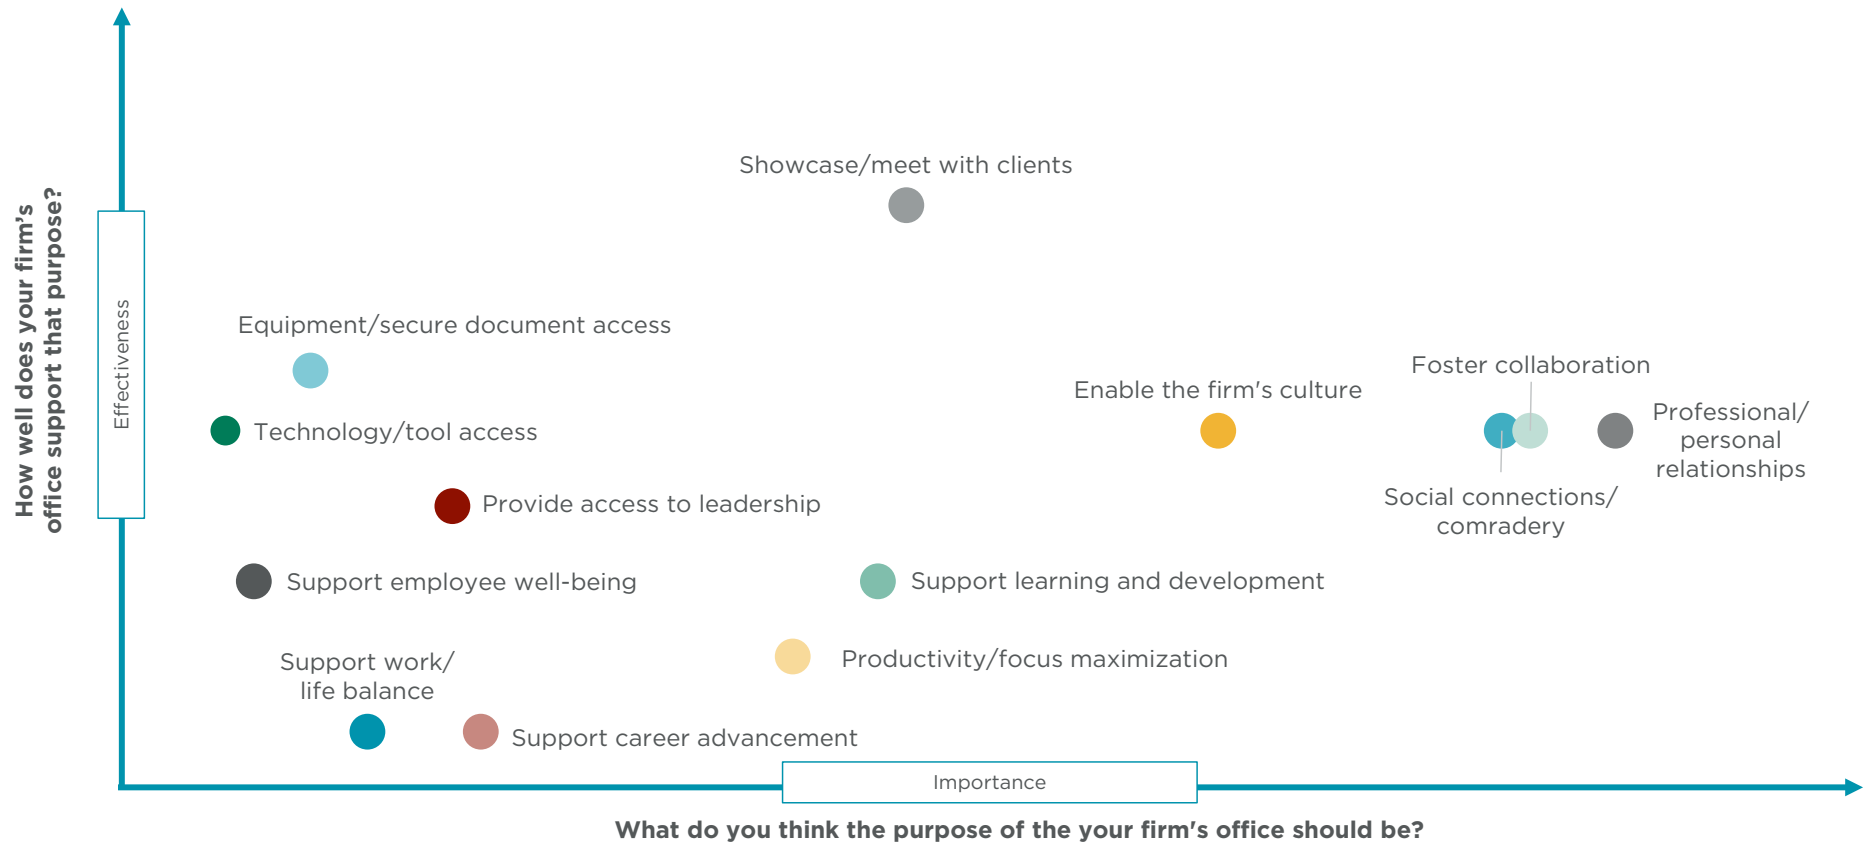 How well does your firm's
office support that purpose?
Effectiveness
Showcase/meet with clients
Equipment/secure document access
Technology/tool access
Enable the firm's culture
Foster collaboration
Professional/
personal
relationships
Social connections/
comradery
Provide access to leadership
Support employee well-being
Support learning and development
Productivity/focus maximization
Support work/
life balance
Support career advancement
Importance
What do you think the purpose of the your firm's office should be?